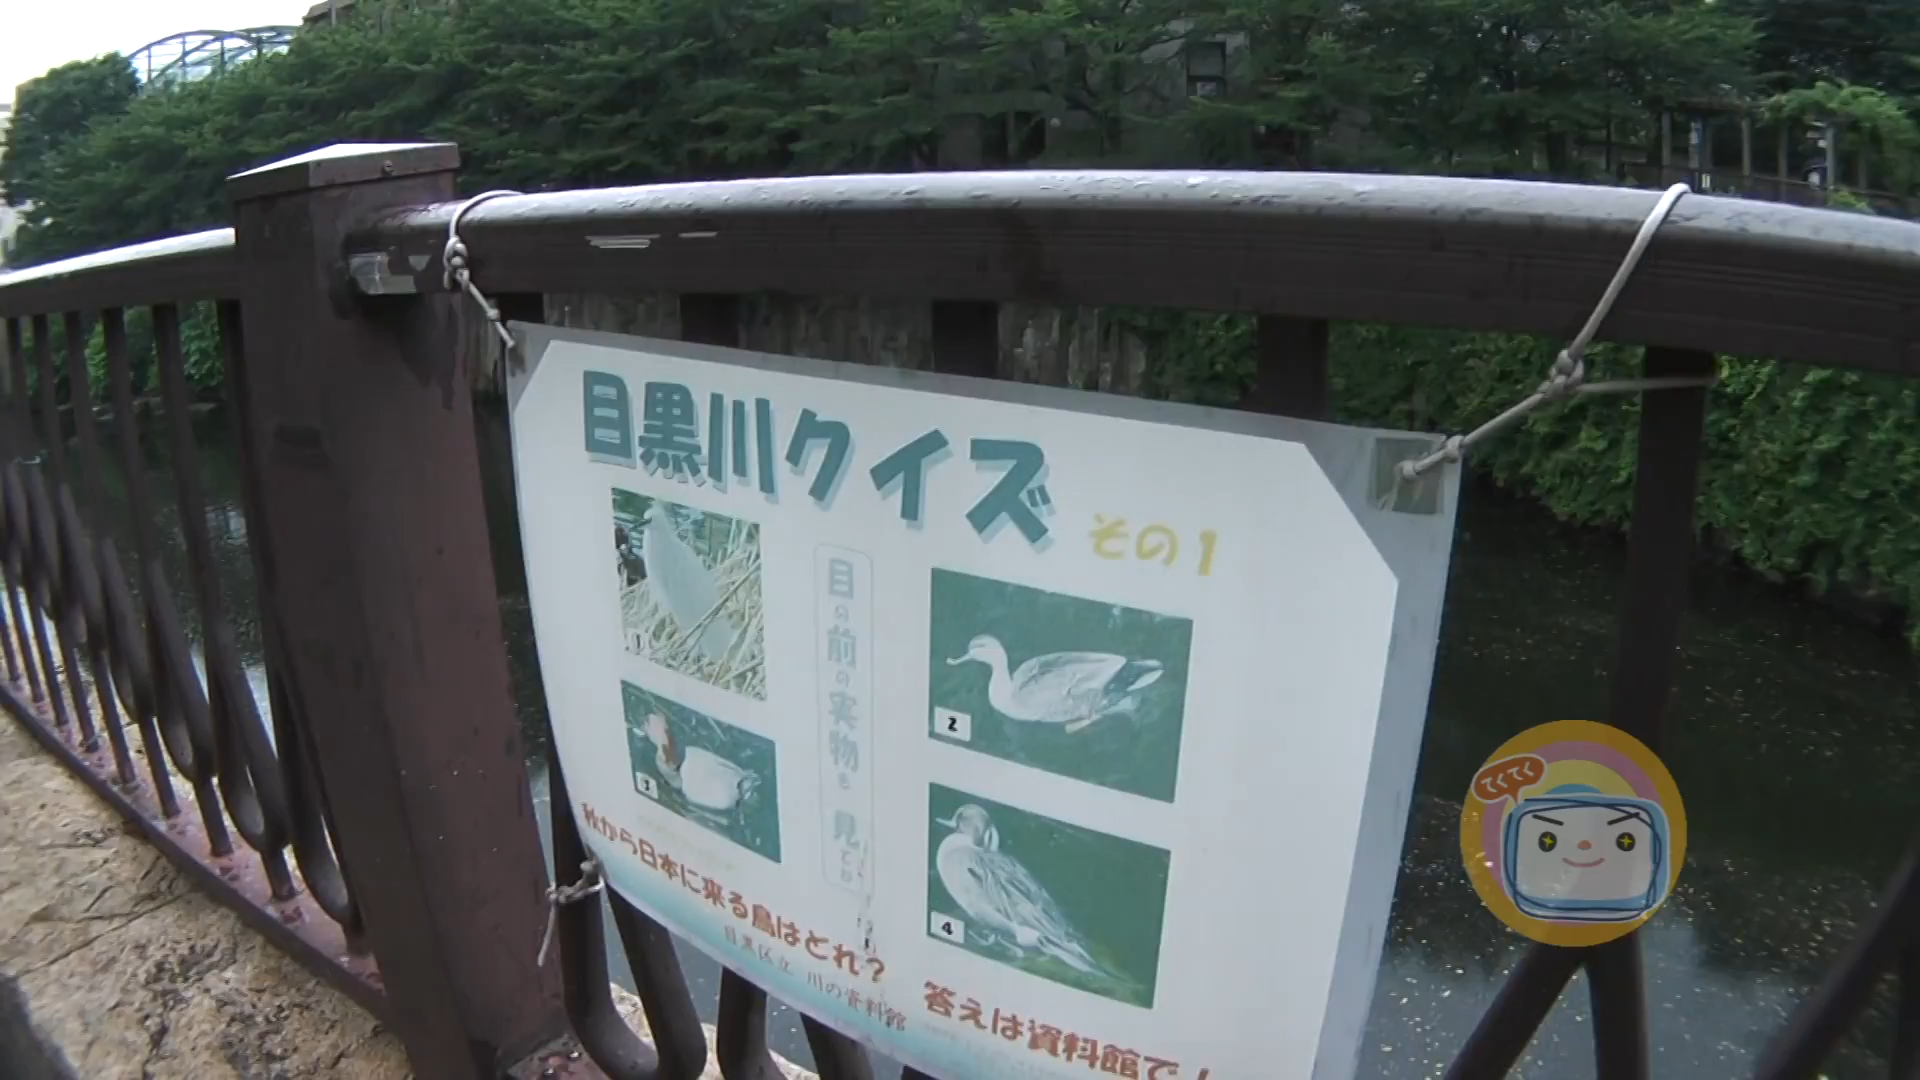 目黒川クイズ
その1
目の前の実物も見てね
1
2
3
4
秋から日本に来る鳥はどれ?
答えは資料館で!
目黒区立 川の資料館
てくてく